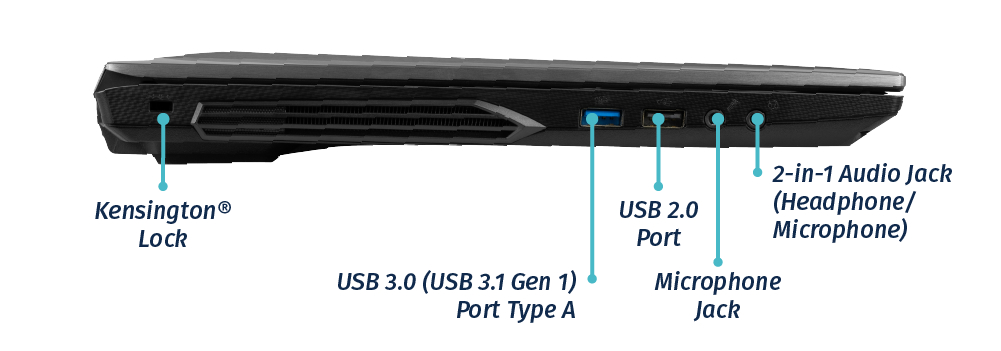 Kensington®
Lock
USB 3.0 (USB 3.1 Gen 1)
Port Type A
USB 2.0
Port
Microphone
Jack
2-in-1 Audio Jack
(Headphone/
Microphone)